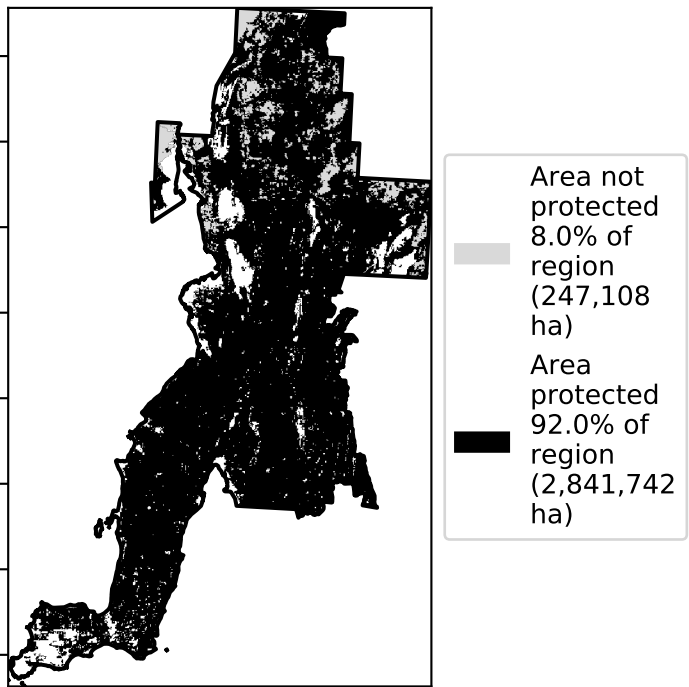 Area not
protected
8.0% of
region
(247,108
ha)
Area
protected
92.0% of
region
(2,841,742
ha)